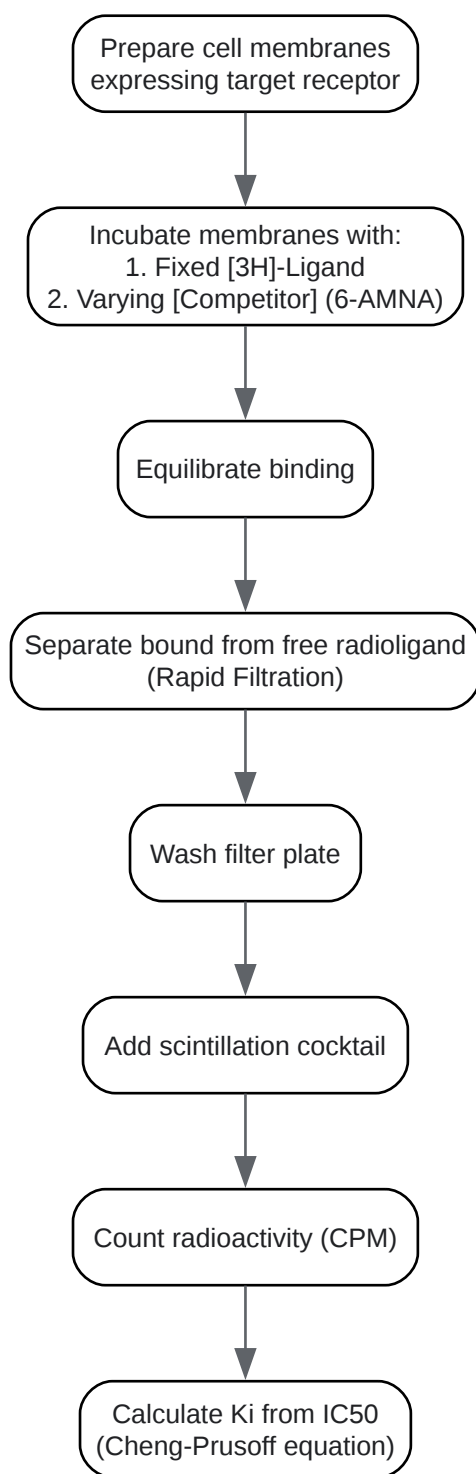 Prepare cell membranes
expressing target receptor
Incubate membranes with:
1. Fixed [3H]-Ligand
2. Varying [Competitor] (6-AMNA)
Equilibrate binding
Separate bound from free radioligand
(Rapid Filtration)
Wash filter plate
Add scintillation cocktail
Count radioactivity (CPM)
Calculate Ki from IC50
(Cheng-Prusoff equation)